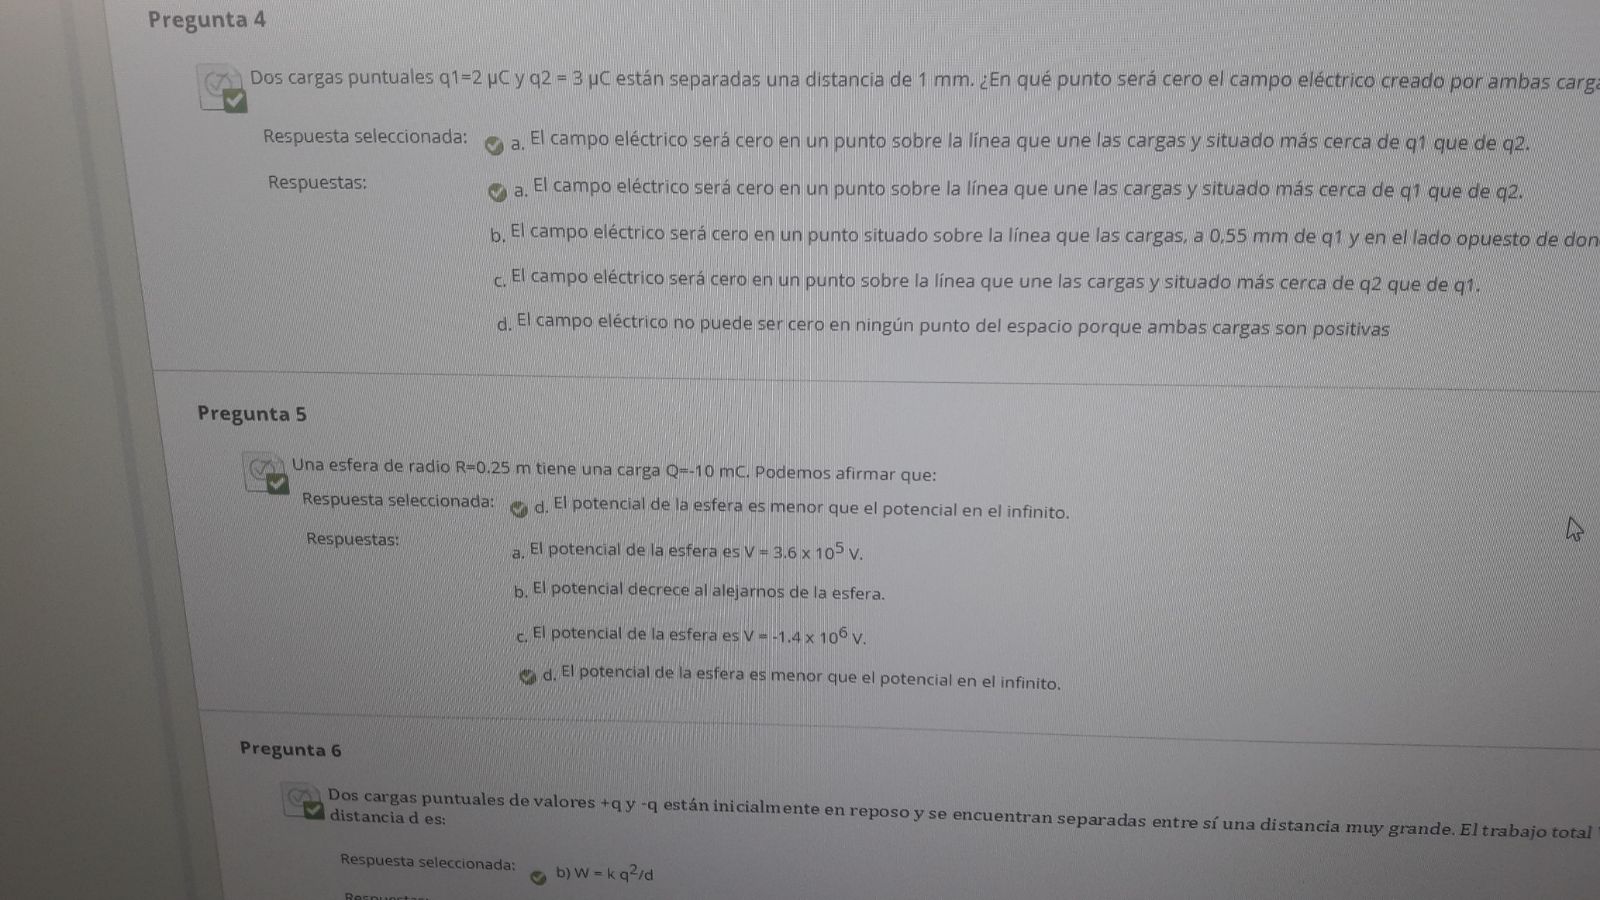 Pregunta 4
Dos cargas puntuales q1=2 µC y q2 = 3 µC están separadas una distancia de 1 mm. ¿En qué punto será cero el campo eléctrico creado por ambas
Respuesta seleccionada: a. El campo eléctrico será cero en un punto sobre la línea que une las cargas y situado más cerca de q1 que de q2.
Respuestas: a. El campo eléctrico será cero en un punto sobre la línea que une las cargas y situado más cerca de q1 que de q2.
b. El campo eléctrico será cero en un punto situado sobre la línea que las cargas, a 0,55 mm de q1 y en el lado opuesto de
c. El campo eléctrico será cero en un punto sobre la línea que une las cargas y situado más cerca de q2 que de q1.
d. El campo eléctrico no puede ser cero en ningún punto del espacio porque ambas cargas son positivas
Pregunta 5
Una esfera de radio R=0.25 m tiene una carga Q=-10 mC. Podemos afirmar que:
Respuesta seleccionada: d. El potencial de la esfera es menor que el potencial en el infinito.
Respuestas: a. El potencial de la esfera es V = 3.6 x 10⁵ V.
b. El potencial decrece al alejarnos de la esfera.
c. El potencial de la esfera es V = -1.4 x 10⁶ V.
d. El potencial de la esfera es menor que el potencial en el infinito.
Pregunta 6
Dos cargas puntuales de valores +q y -q están inicialmente en reposo y se encuentran separadas entre sí una distancia muy grande. El trabajo total
distancia d es:
Respuesta seleccionada: b) W = k q²/d